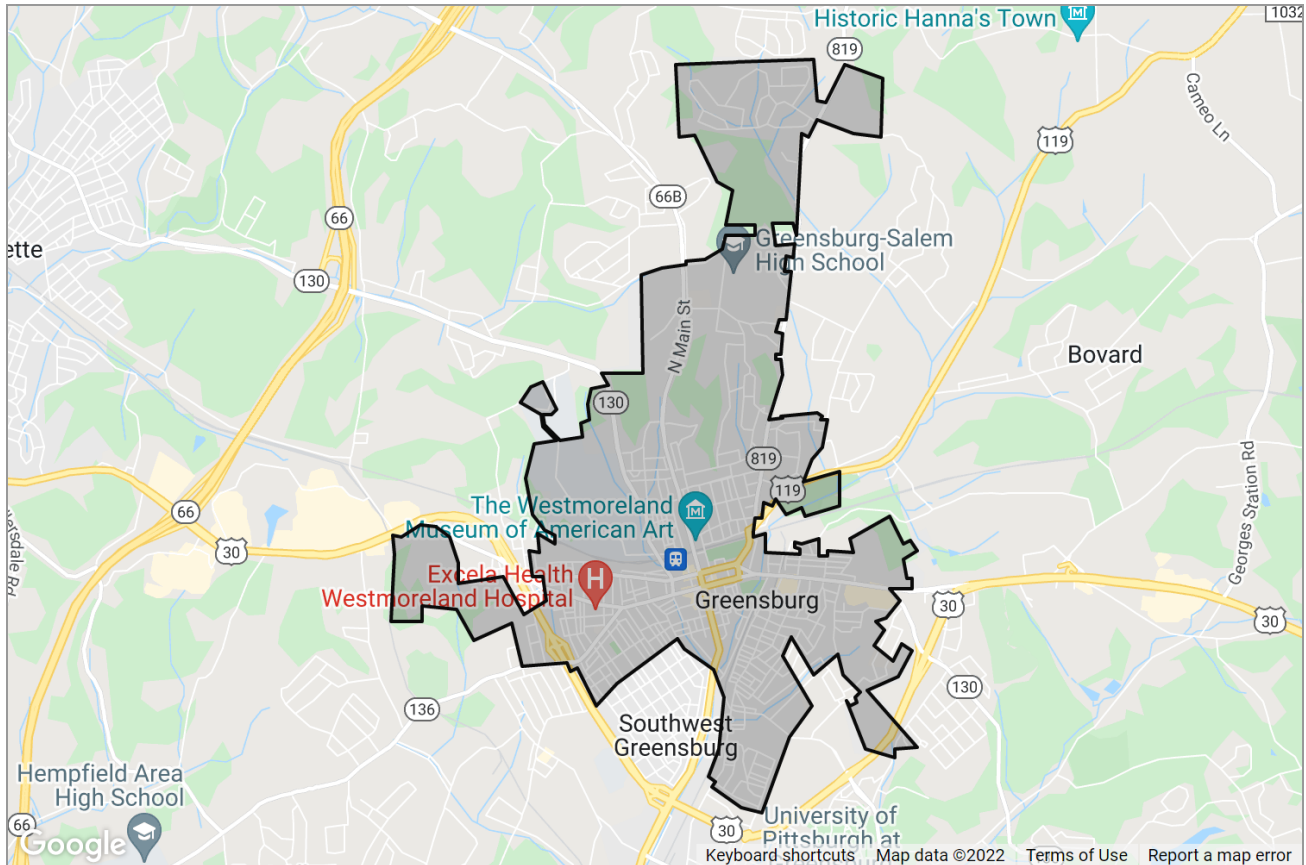 Historic Hanna's Town
1032
819
119
Cameo Ln
66B
66
ette
Greensburg-Salem
High School
130
N Main St
Bovard
130
819
119
Georges Station Rd
The Westmoreland
Museum of American Art
66
30
ersdale Rd
Excela Health
Westmoreland Hospital
H
Greensburg
30
30
130
136
Southwest
Greensburg
Hempfield Area
High School
66
University of
Pittsburgh at
30
Google
Keyboard shortcuts Map data ©2022 Terms of Use Report a map error